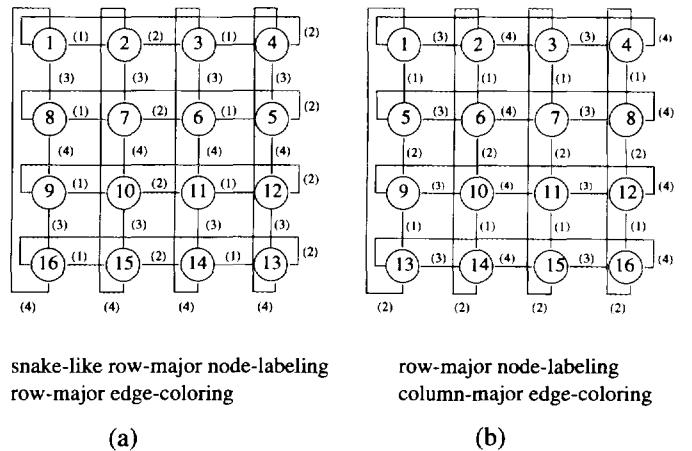 1 (1) 2 (2) 3 (1) 4 (2) 1 (3) 2 (4) 3 (3) 4 (4)
(3) (3) (3) (3) (1) (1) (1) (1)
8 (1) 7 (2) 6 (1) 5 (2) 5 (3) 6 (4) 7 (3) 8 (4)
(4) (4) (4) (4) (2) (2) (2) (2)
9 (1) 10 (2) 11 (1) 12 (2) 9 (3) 10 (4) 11 (3) 12 (4)
(3) (3) (3) (3) (1) (1) (1) (1)
16 (1) 15 (2) 14 (1) 13 (2) 13 (3) 14 (4) 15 (3) 16 (4)
(4) (4) (4) (4) (2) (2) (2) (2)
snake-like row-major node-labeling row-major node-labeling
row-major edge-coloring column-major edge-coloring
(a) (b)